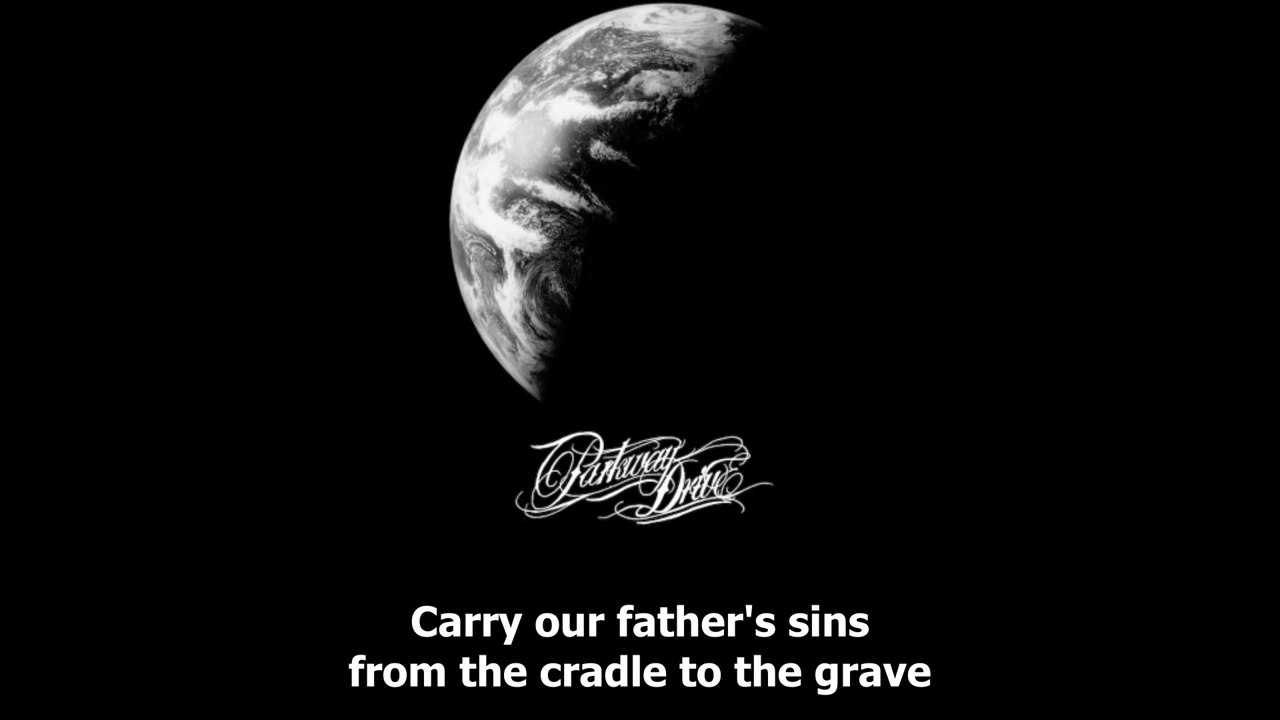 Parkway
Drive
Carry our father's sins
from the cradle to the grave